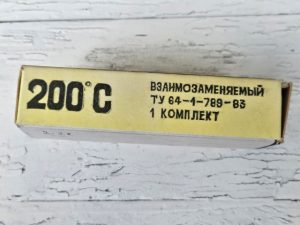 200°С
ВЗАИМОЗАМЕНЯЕМЫЙ
ТУ 64-1-789-83
1 КОМПЛЕКТ